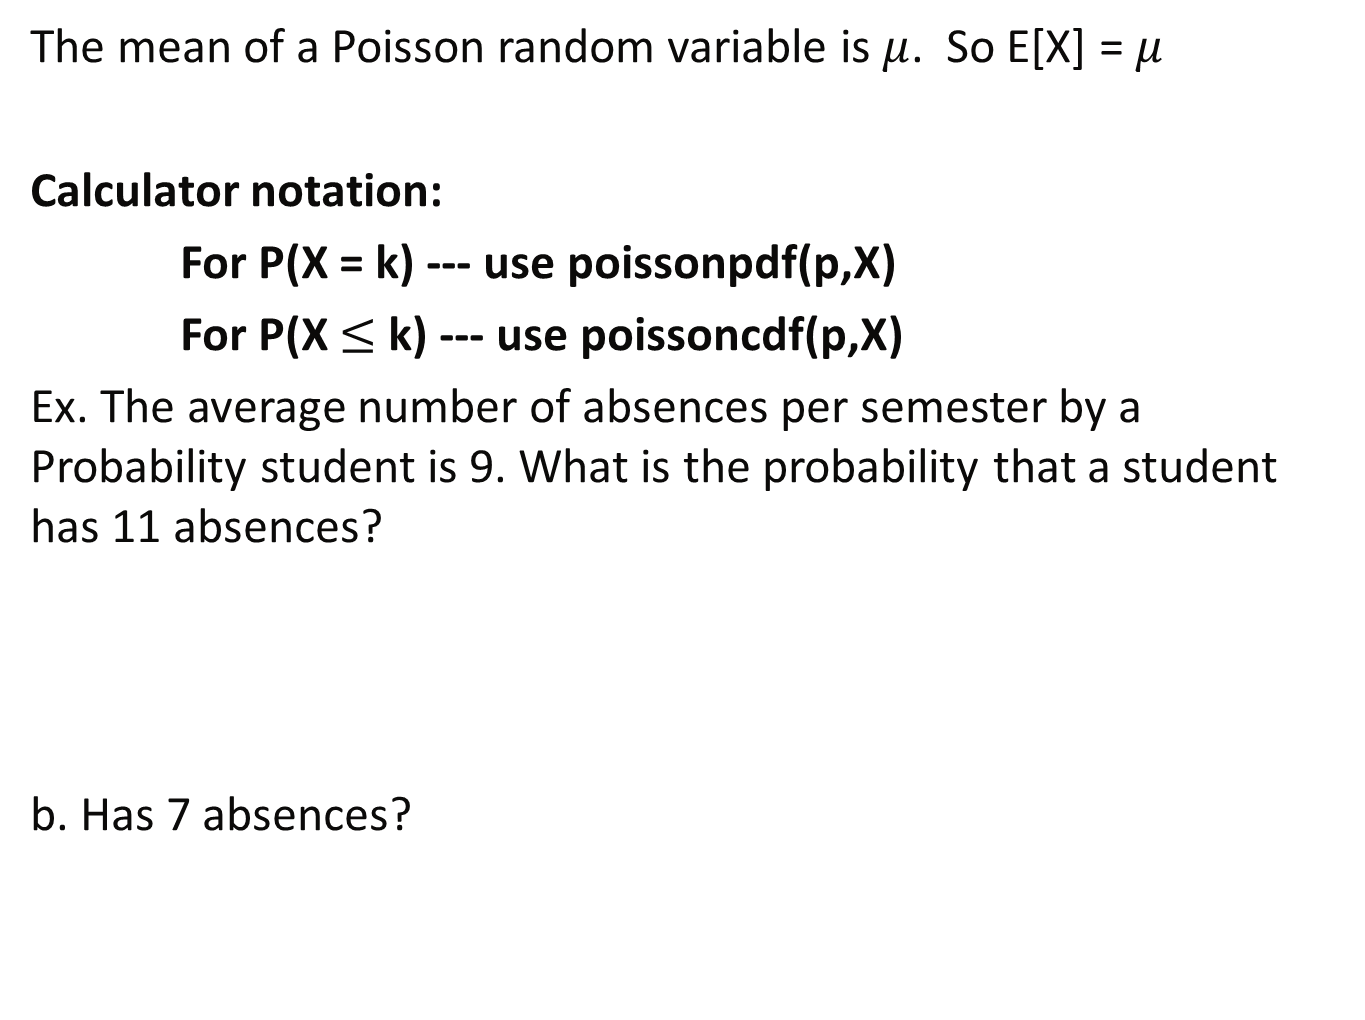 The mean of a Poisson random variable is 𝜇.  So E[X] = 𝜇
Calculator notation:
For P(X = k) --- use poissonpdf(p,X)
For P(X ≤ k) --- use poissoncdf(p,X)
Ex. The average number of absences per semester by a
Probability student is 9. What is the probability that a student
has 11 absences?
b. Has 7 absences?